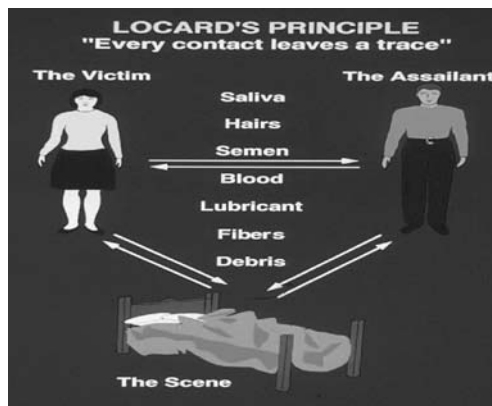 LOCARD'S PRINCIPLE
"Every contact leaves a trace"
The Victim
The Assailant
Saliva
Hairs
Semen
Blood
Lubricant
Fibers
Debris
The Scene